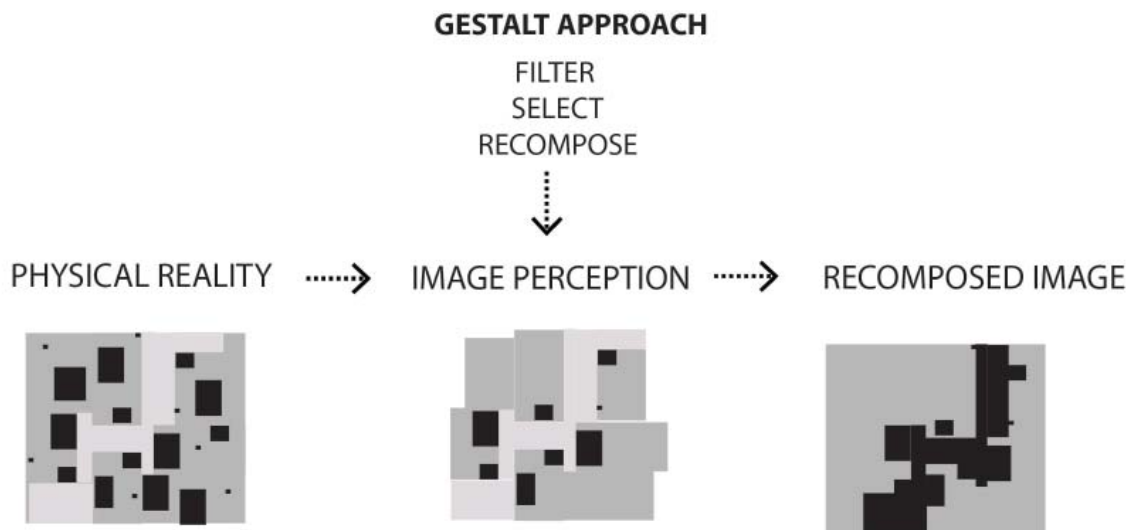 GESTALT APPROACH
FILTER
SELECT
RECOMPOSE
PHYSICAL REALITY
IMAGE PERCEPTION
RECOMPOSED IMAGE